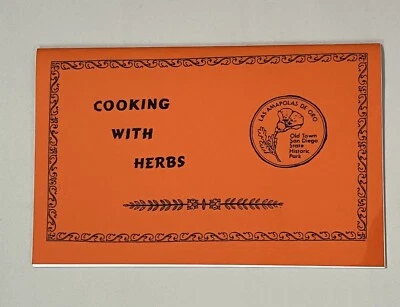 COOKING
WITH
HERBS
LAS AMAPOLAS DE ORO
Old Town
San Diego
State
Historic
Park